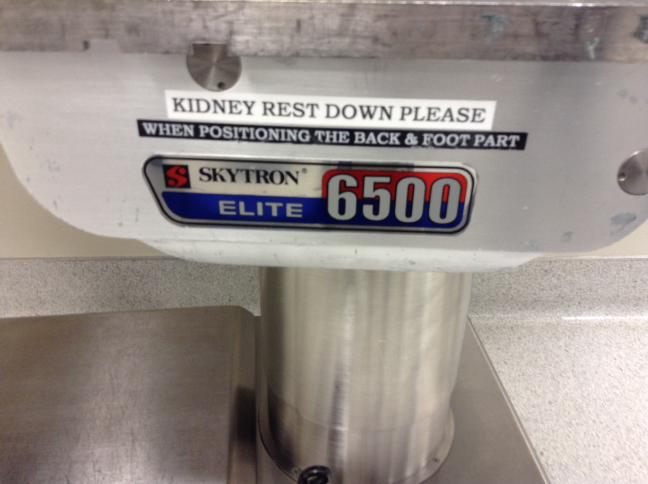 KIDNEY REST DOWN PLEASE
WHEN POSITIONING THE BACK & FOOT PART
S SKYTRON® 6500
ELITE